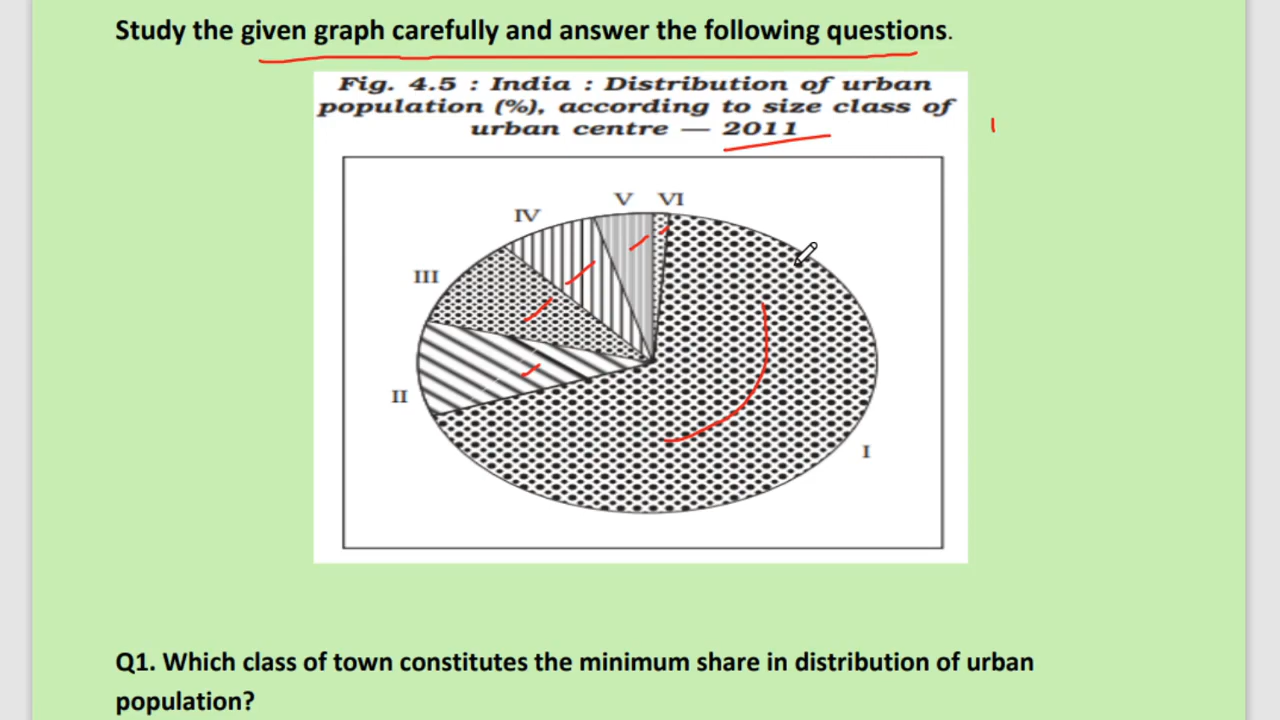 Study the given graph carefully and answer the following questions.
Fig. 4.5 : India : Distribution of urban
population (%), according to size class of
urban centre — 2011
V VI
IV
III
II
I
Q1. Which class of town constitutes the minimum share in distribution of urban
population?